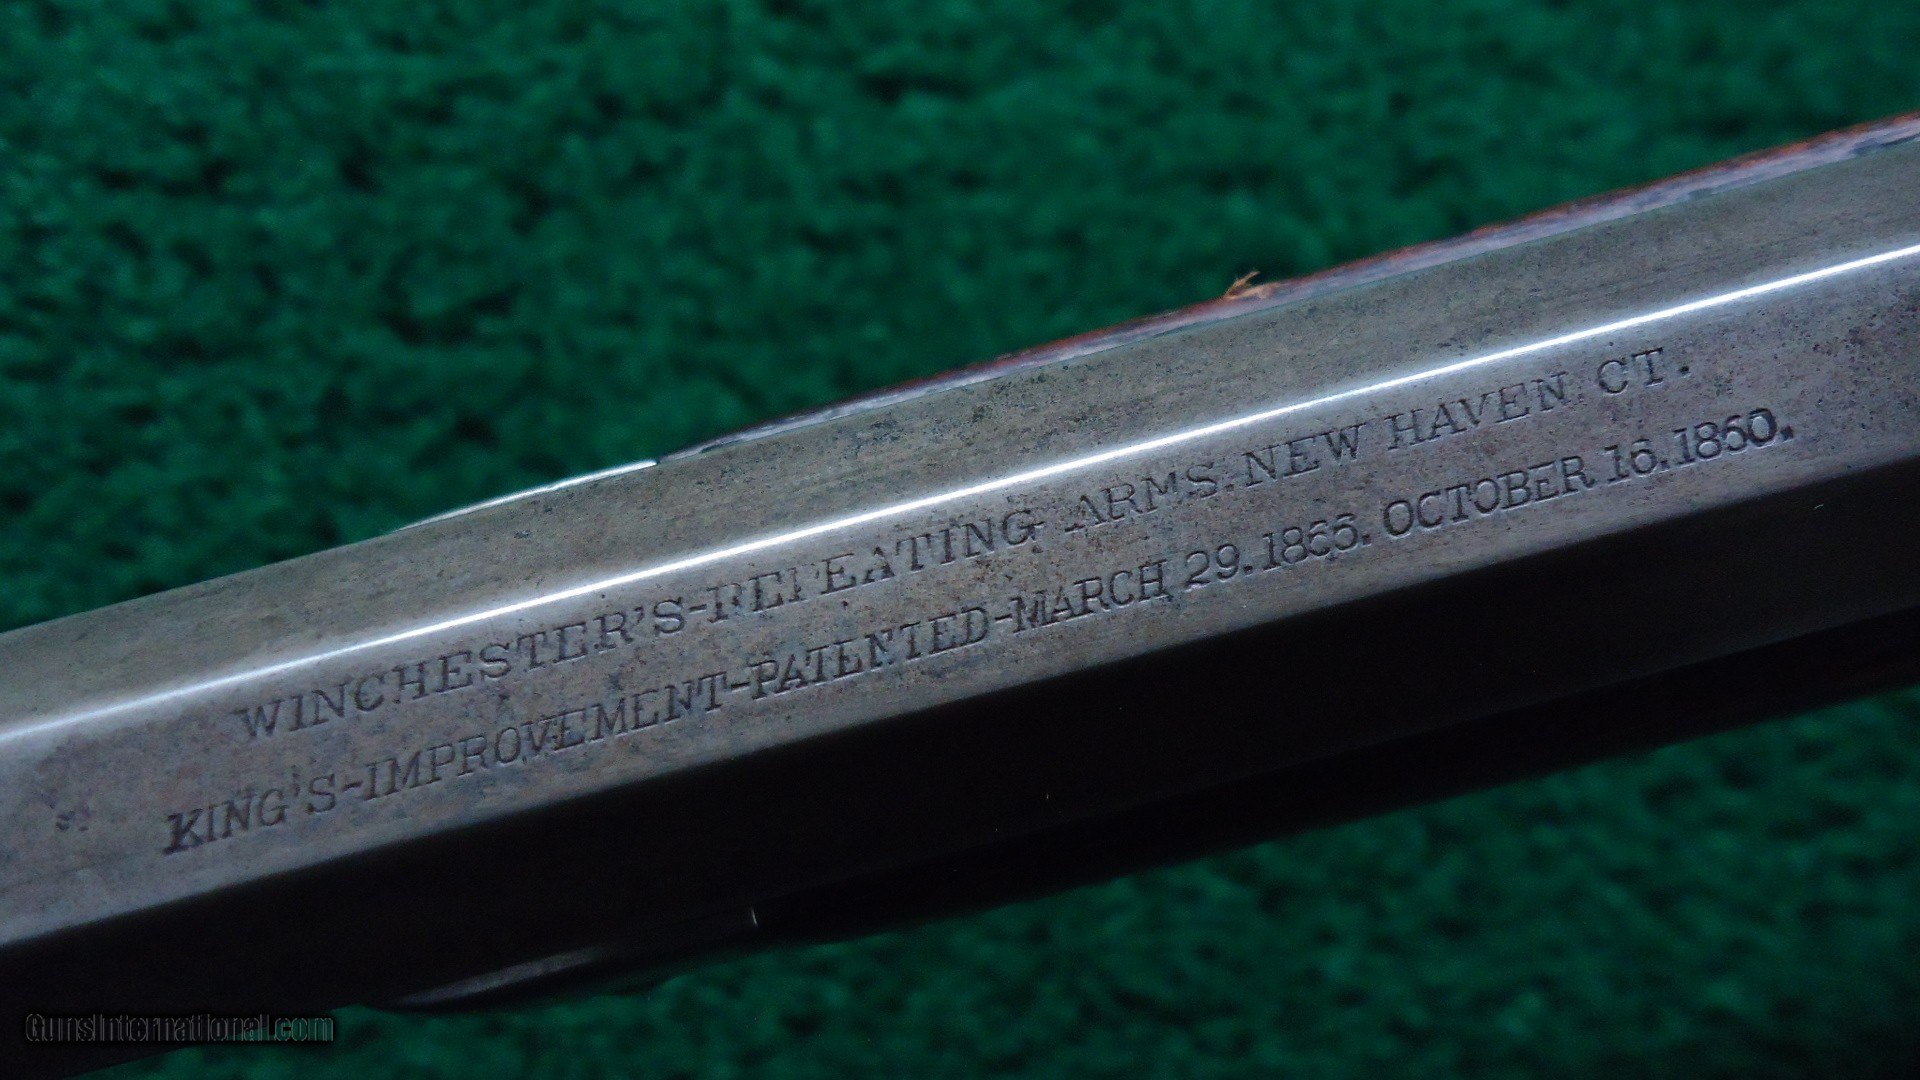 WINCHESTER'S-REPEATING ARMS. NEW HAVEN. CT.
KING'S-IMPROVEMENT-PATENTED-MARCH 29. 1866. OCTOBER 16. 1860.
GunsInternational.com